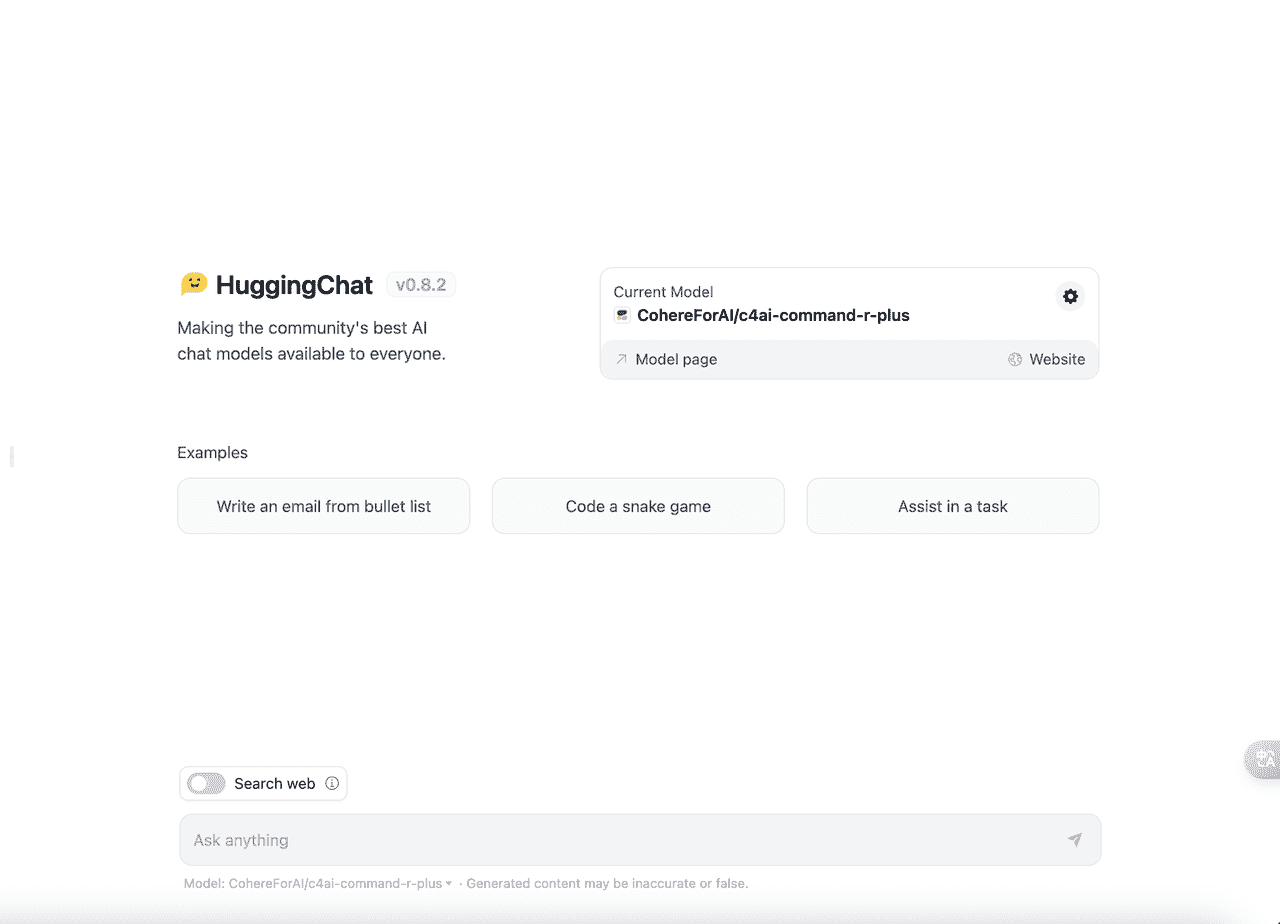 HuggingChat v0.8.2
Making the community's best AI
chat models available to everyone.
Current Model
CohereForAI/c4ai-command-r-plus
Model page
Website
Examples
Write an email from bullet list
Code a snake game
Assist in a task
Search web
Ask anything
Model: CohereForAI/c4ai-command-r-plus · Generated content may be inaccurate or false.